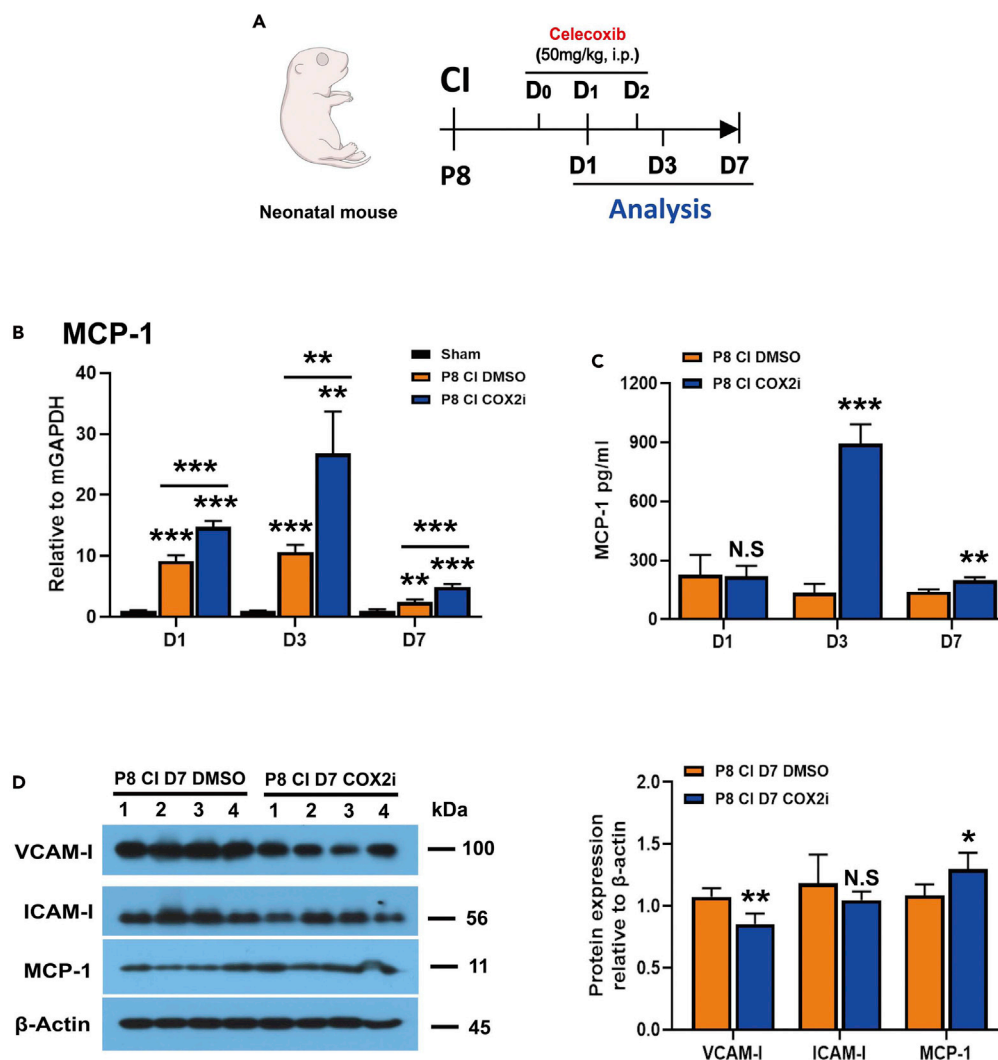 A
Celecoxib
(50mg/kg, i.p.)
CI
D0 D1 D2
P8
D1 D3 D7
Analysis
Neonatal mouse
B
MCP-1
Sham
P8 CI DMSO
P8 CI COX2i
Relative to mGAPDH
40
30
20
10
0
*** *** ***
*** ** **
** *** ***
D1 D3 D7
C
P8 CI DMSO
P8 CI COX2i
MCP-1 pg/ml
1200
900
600
300
0
N.S
***
**
D1 D3 D7
D
P8 CI D7 DMSO P8 CI D7 COX2i
1 2 3 4 1 2 3 4 kDa
VCAM-I 100
ICAM-I 56
MCP-1 11
β-Actin 45
P8 CI D7 DMSO
P8 CI D7 COX2i
Protein expression
relative to β-actin
2.0
1.5
1.0
0.5
0.0
**
N.S
*
VCAM-I ICAM-I MCP-1